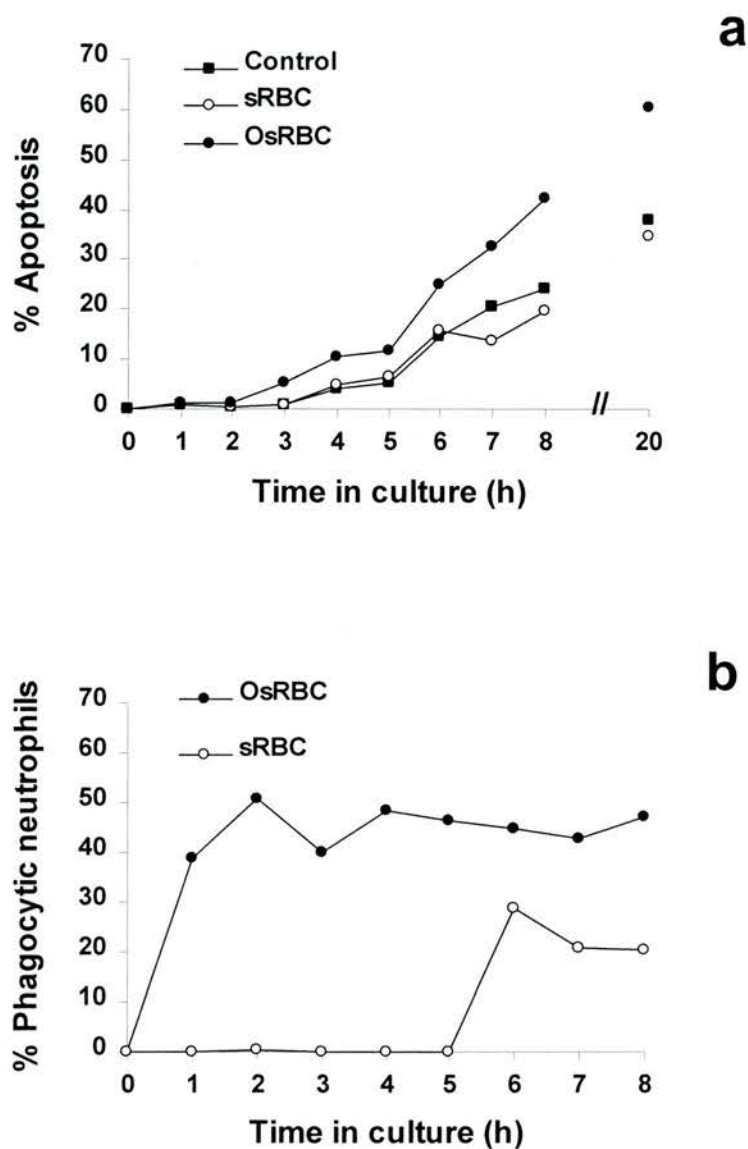 a
70
60
50
40
30
20
10
0
% Apoptosis
Control
sRBC
OsRBC
0 1 2 3 4 5 6 7 8 // 20
Time in culture (h)
b
70
60
50
40
30
20
10
0
% Phagocytic neutrophils
OsRBC
sRBC
0 1 2 3 4 5 6 7 8
Time in culture (h)